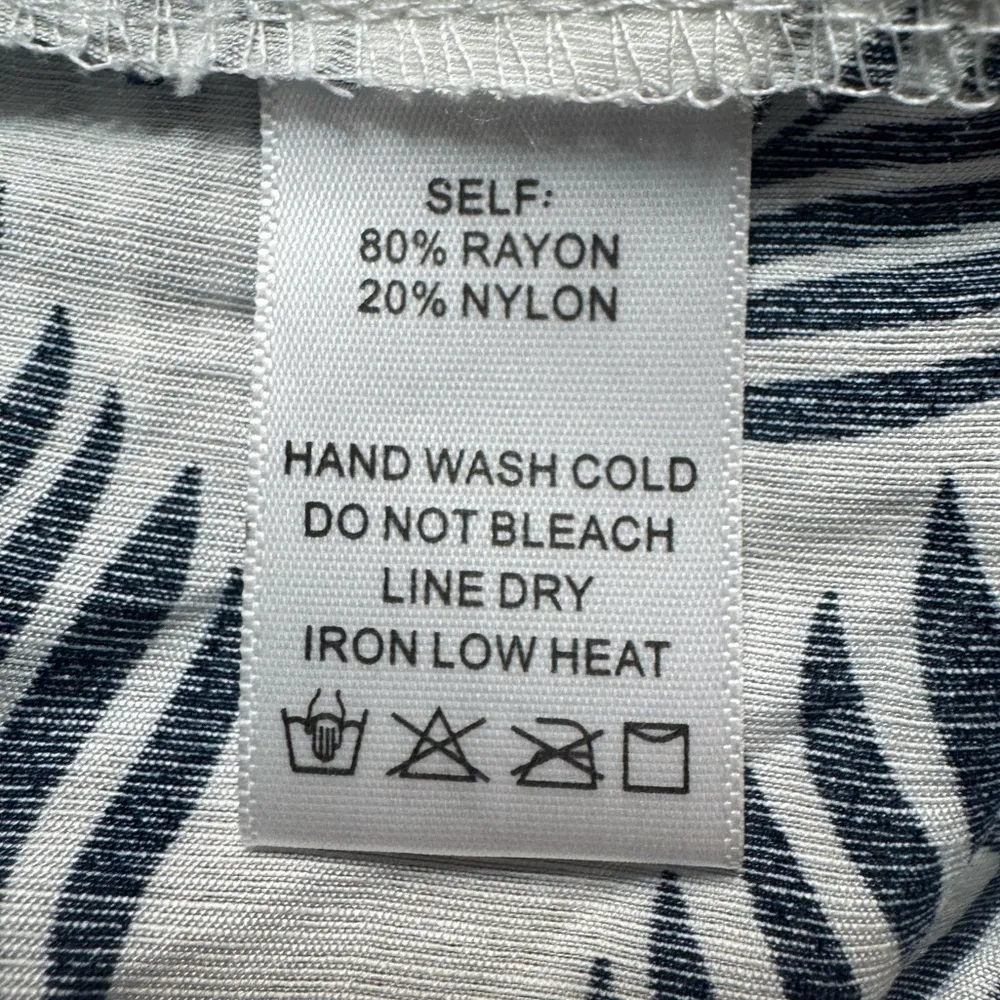 SELF:
80% RAYON
20% NYLON
HAND WASH COLD
DO NOT BLEACH
LINE DRY
IRON LOW HEAT